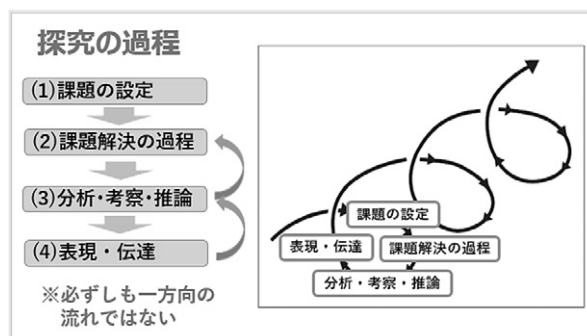 探究の過程
(1)課題の設定
(2)課題解決の過程
(3)分析・考察・推論
(4)表現・伝達
※必ずしも一方向の
流れではない
課題の設定
表現・伝達
課題解決の過程
分析・考察・推論